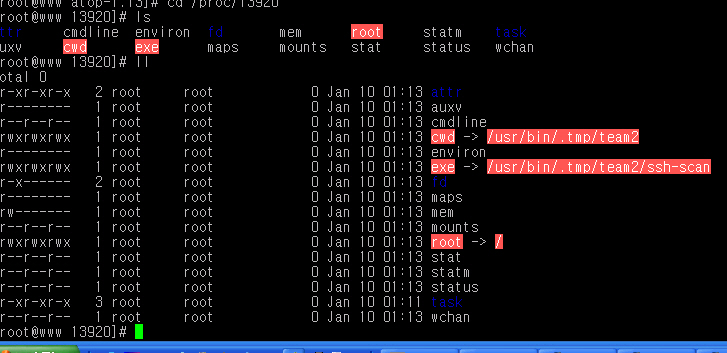 root@www atop-1.13]# cd /proc/13920
root@www 13920]# ls
ttr cmdline environ fd mem root statm task
uxv cwd exe maps mounts stat status wchan
root@www 13920]# ll
otal 0
r-xr-xr-x 2 root root 0 Jan 10 01:13 attr
r-------- 1 root root 0 Jan 10 01:13 auxv
r--r--r-- 1 root root 0 Jan 10 01:13 cmdline
rwxrwxrwx 1 root root 0 Jan 10 01:13 cwd -> /usr/bin/.tmp/team2
r-------- 1 root root 0 Jan 10 01:13 environ
rwxrwxrwx 1 root root 0 Jan 10 01:13 exe -> /usr/bin/.tmp/team2/ssh-scan
r-x------ 2 root root 0 Jan 10 01:13 fd
r--r--r-- 1 root root 0 Jan 10 01:13 maps
rw------- 1 root root 0 Jan 10 01:13 mem
r--r--r-- 1 root root 0 Jan 10 01:13 mounts
rwxrwxrwx 1 root root 0 Jan 10 01:13 root -> /
r--r--r-- 1 root root 0 Jan 10 01:13 stat
r--r--r-- 1 root root 0 Jan 10 01:13 statm
r--r--r-- 1 root root 0 Jan 10 01:13 status
r-xr-xr-x 3 root root 0 Jan 10 01:11 task
r--r--r-- 1 root root 0 Jan 10 01:13 wchan
root@www 13920]#